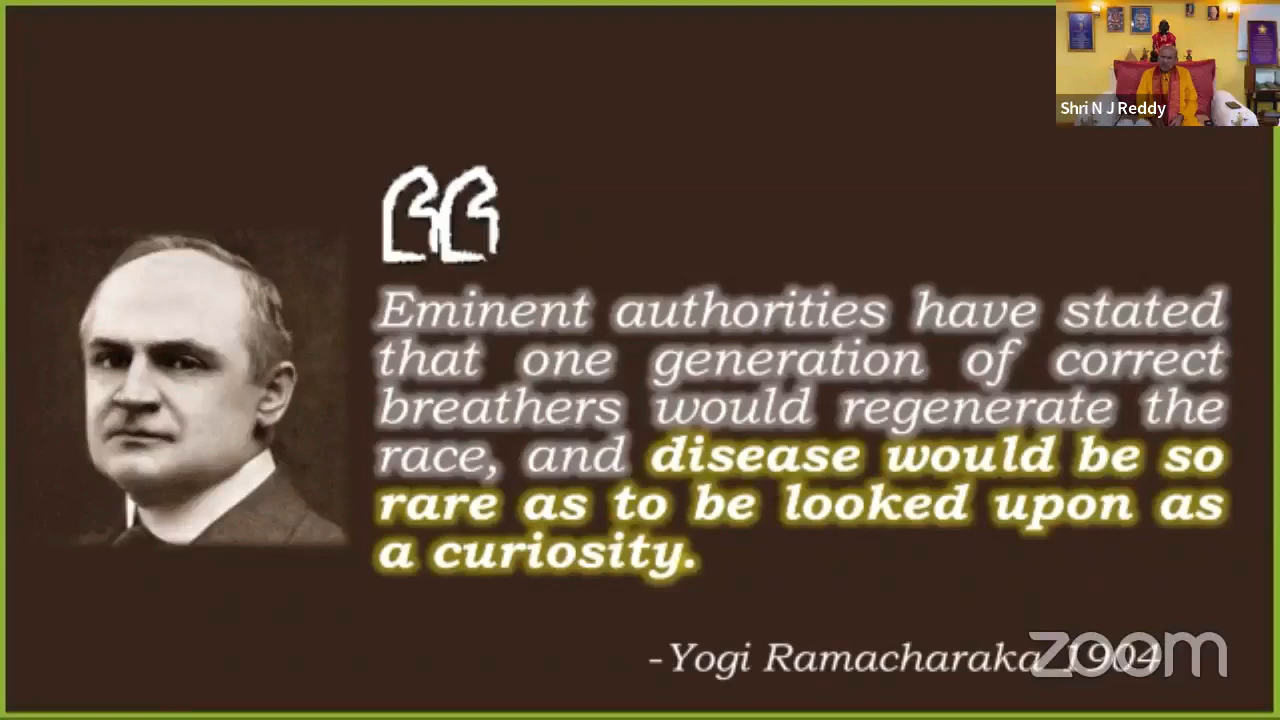 Shri N J Reddy
Eminent authorities have stated
that one generation of correct
breathers would regenerate the
race, and disease would be so
rare as to be looked upon as
a curiosity.
-Yogi Ramacharaka 1904
zoom